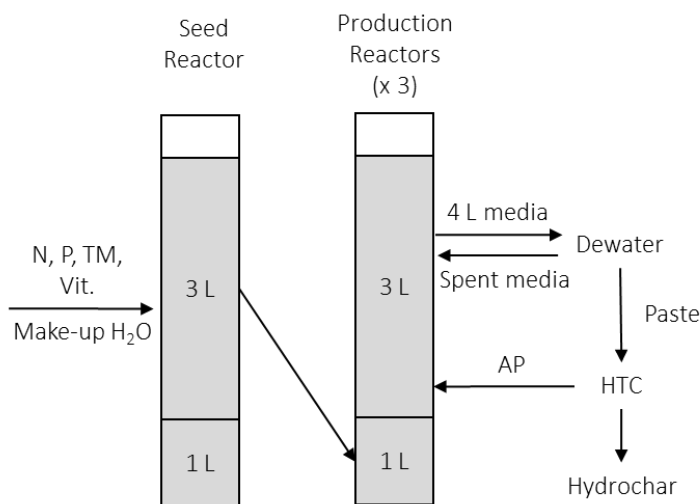 Seed
Reactor
Production
Reactors
(x 3)
N, P, TM,
Vit.
Make-up H₂O
3 L
1 L
3 L
1 L
4 L media
Spent media
Dewater
Paste
AP
HTC
Hydrochar